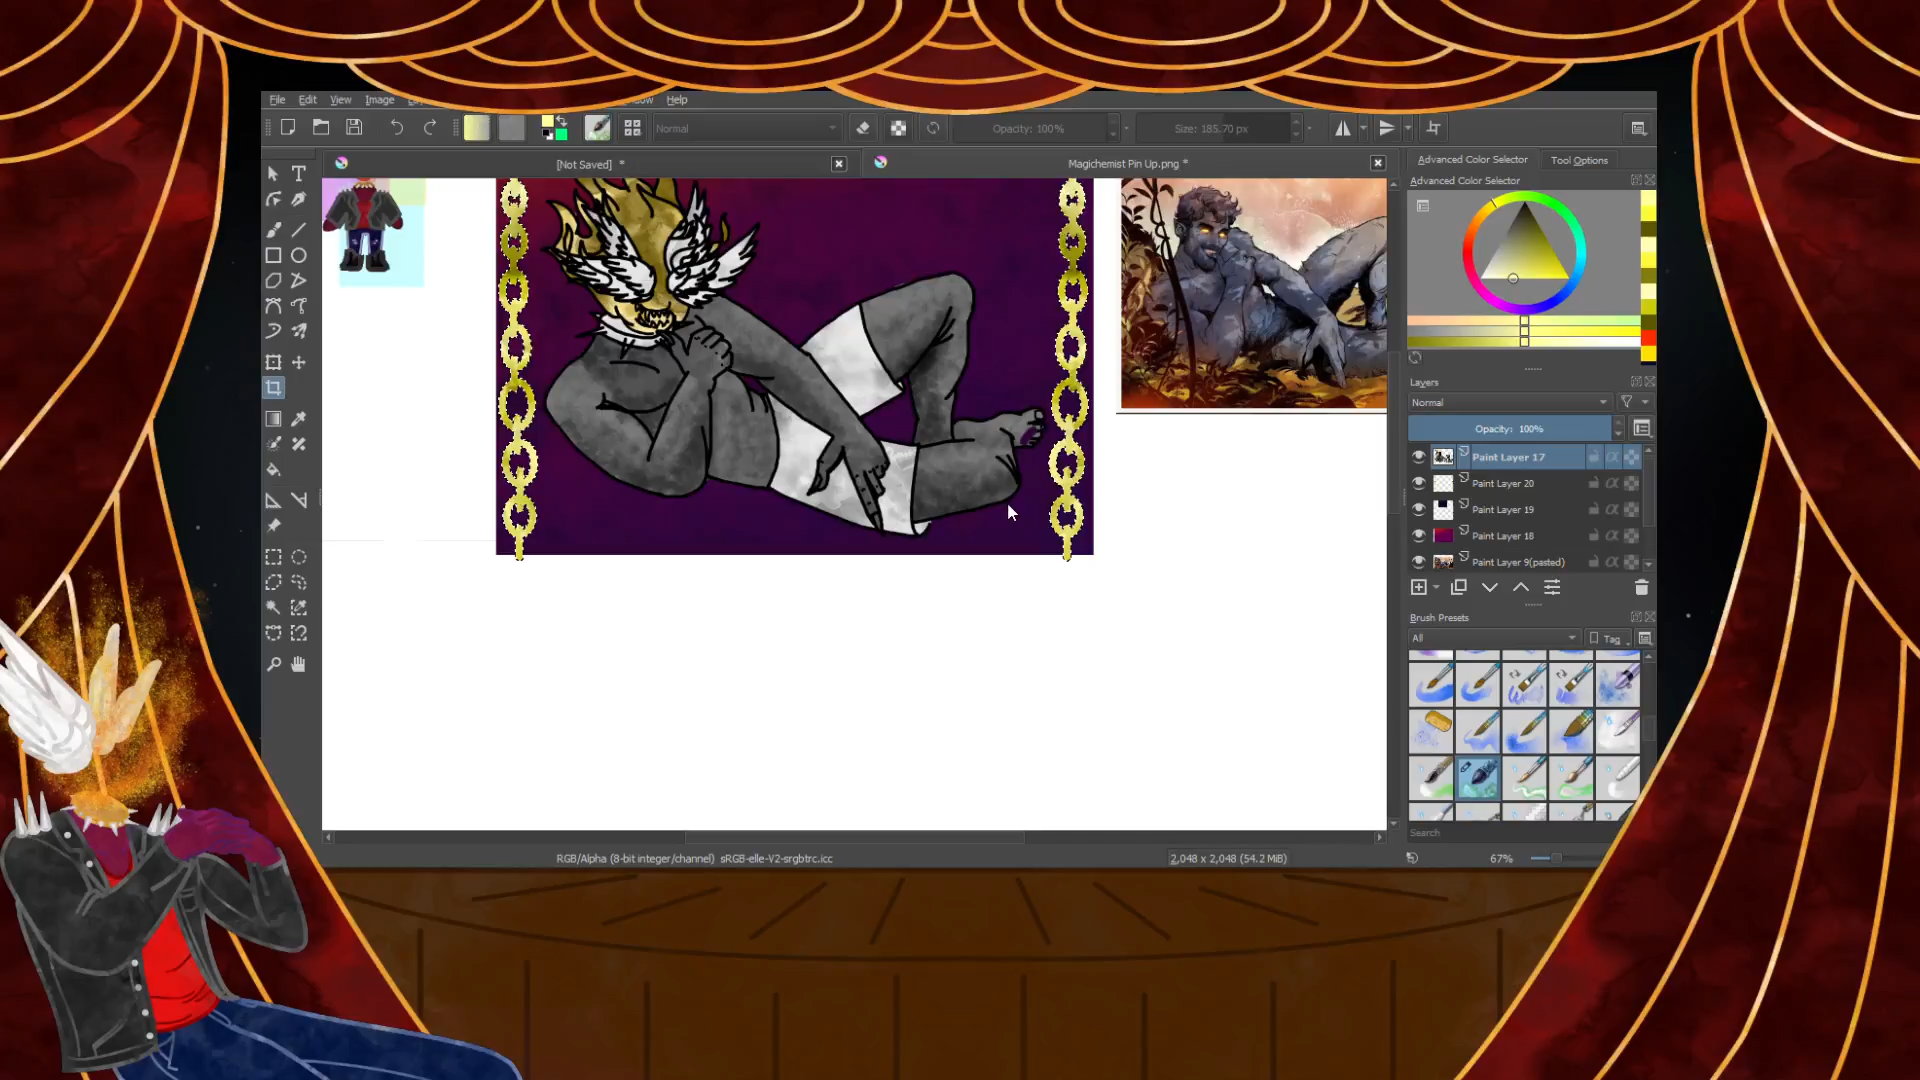 File Edit View Image Help
Normal
Opacity: 100%
Size: 185.70 px
[Not Saved] *
Magichemist Pin Up.png *
Advanced Color Selector
Tool Options
Advanced Color Selector
Layers
Normal
Opacity: 100%
Paint Layer 17
Paint Layer 20
Paint Layer 19
Paint Layer 18
Paint Layer 9(pasted)
Brush Presets
All
Tag
Search
RGB/Alpha (8-bit integer/channel) sRGB-elle-V2-srgbtrc.icc
2,048 x 2,048 (54.2 MiB)
67%